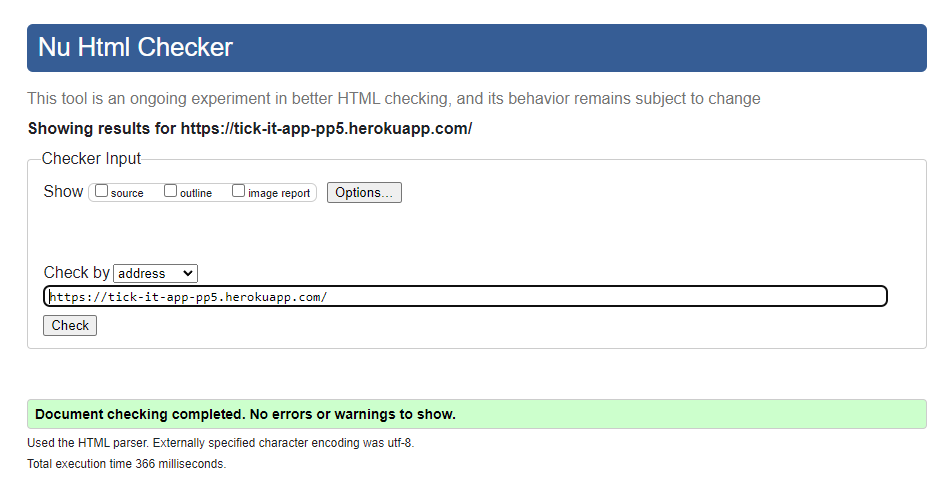 Nu Html Checker
This tool is an ongoing experiment in better HTML checking, and its behavior remains subject to change
Showing results for https://tick-it-app-pp5.herokuapp.com/
Checker Input
Show source outline image report Options...
Check by address
https://tick-it-app-pp5.herokuapp.com/
Check
Document checking completed. No errors or warnings to show.
Used the HTML parser. Externally specified character encoding was utf-8.
Total execution time 366 milliseconds.